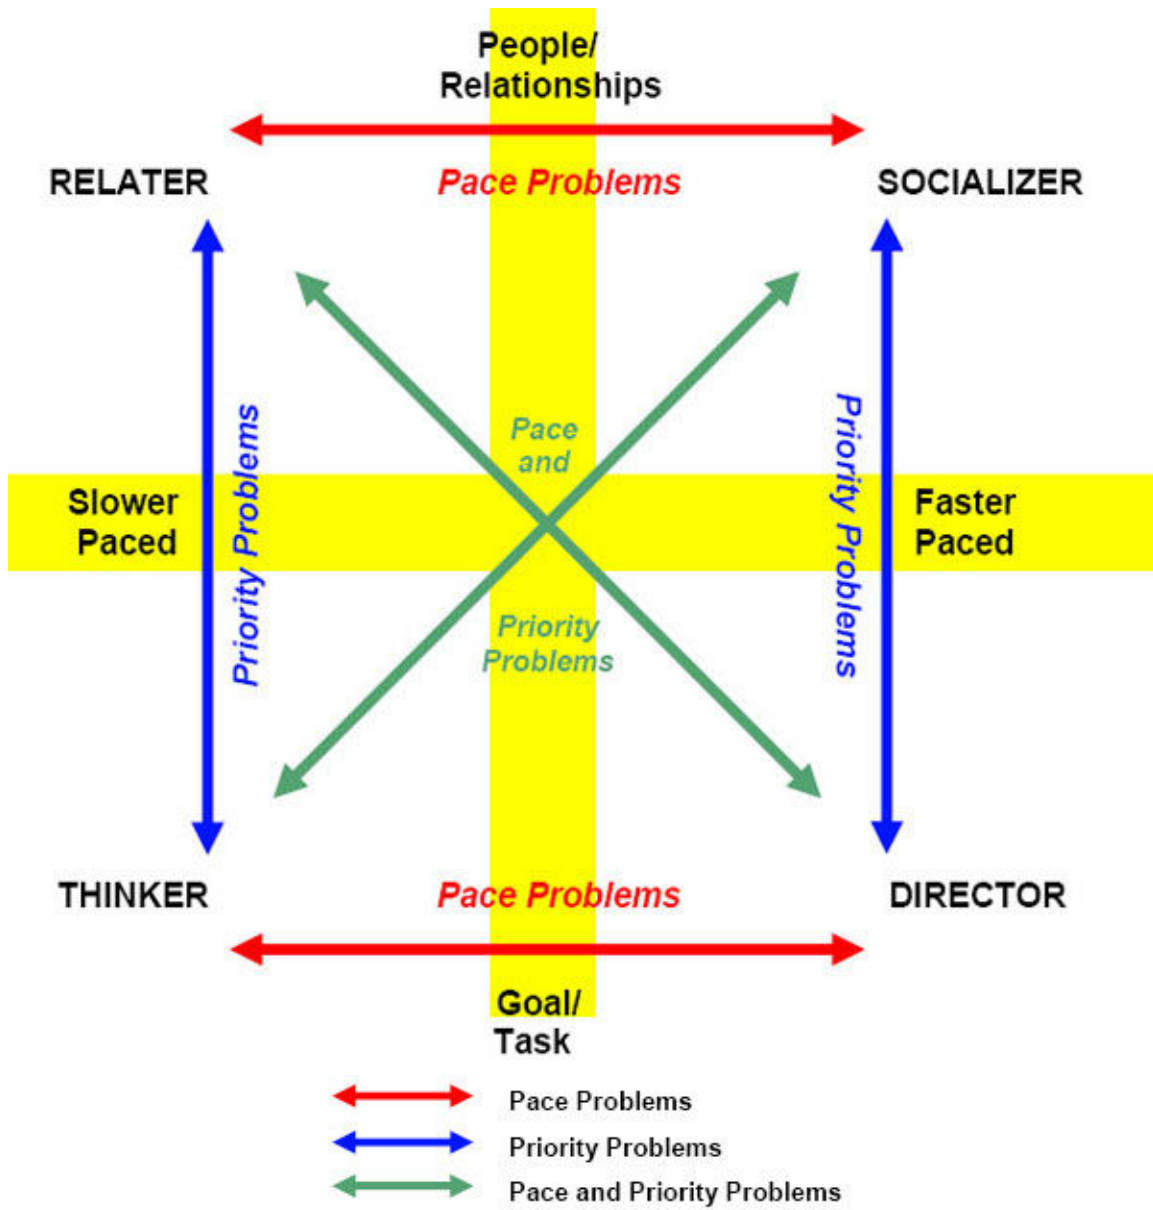 People/
Relationships
RELATER
Pace Problems
SOCIALIZER
Pace
and
Slower
Paced
Priority Problems
Priority Problems
Faster
Paced
Priority
Problems
THINKER
Pace Problems
DIRECTOR
Goal/
Task
Pace Problems
Priority Problems
Pace and Priority Problems